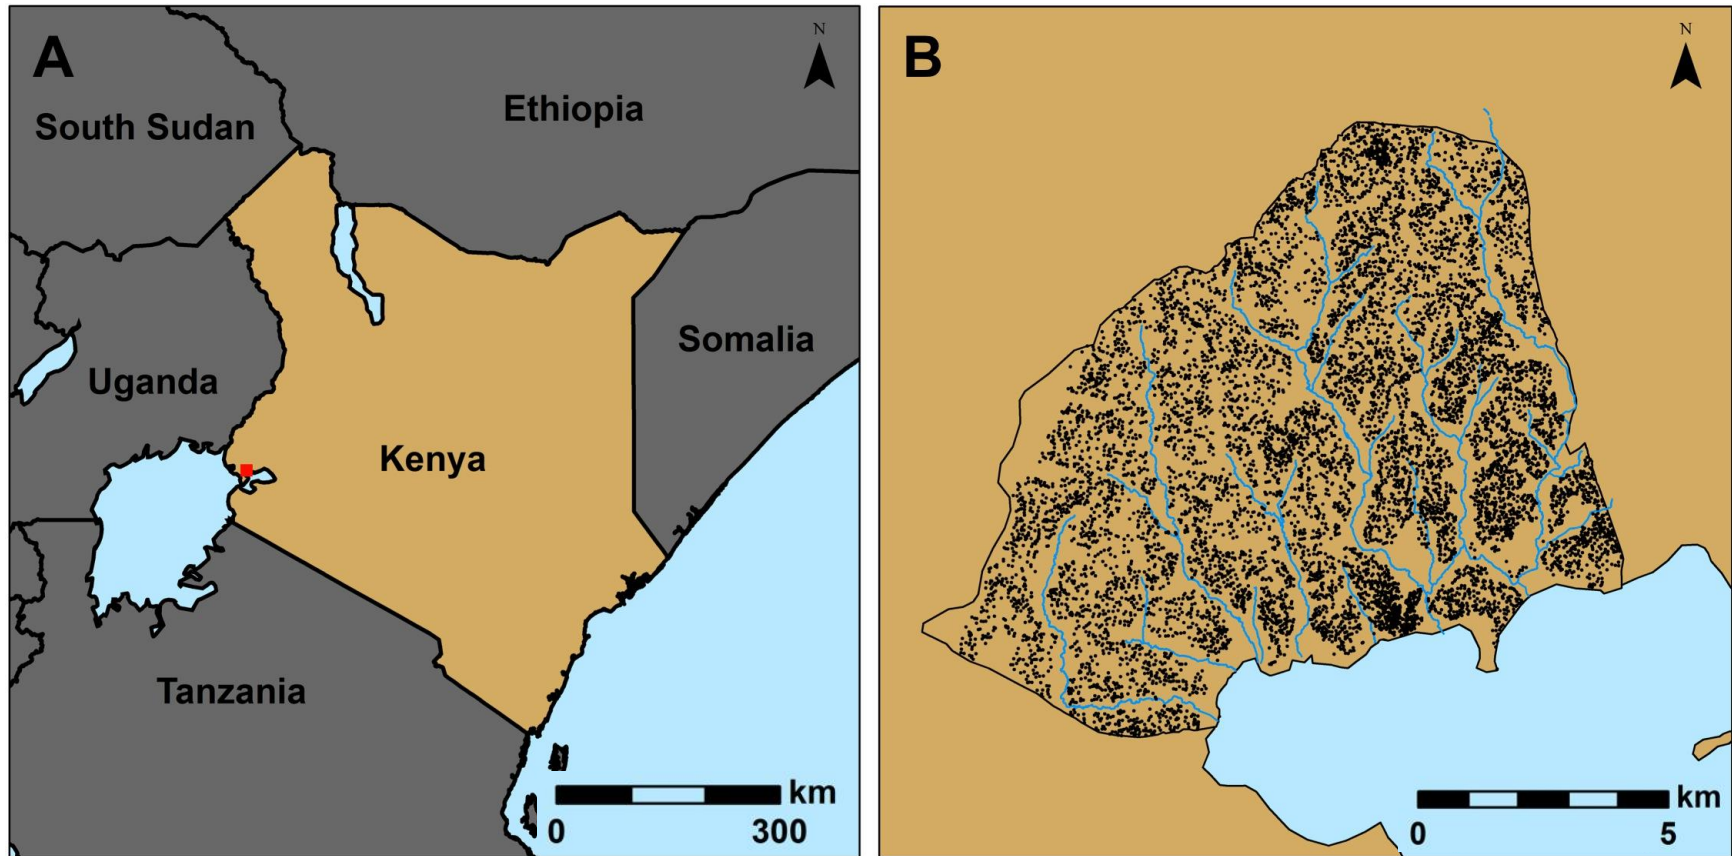 A
N
South Sudan
Ethiopia
Somalia
Uganda
Kenya
Tanzania
km
0 300
B
N
km
0 5